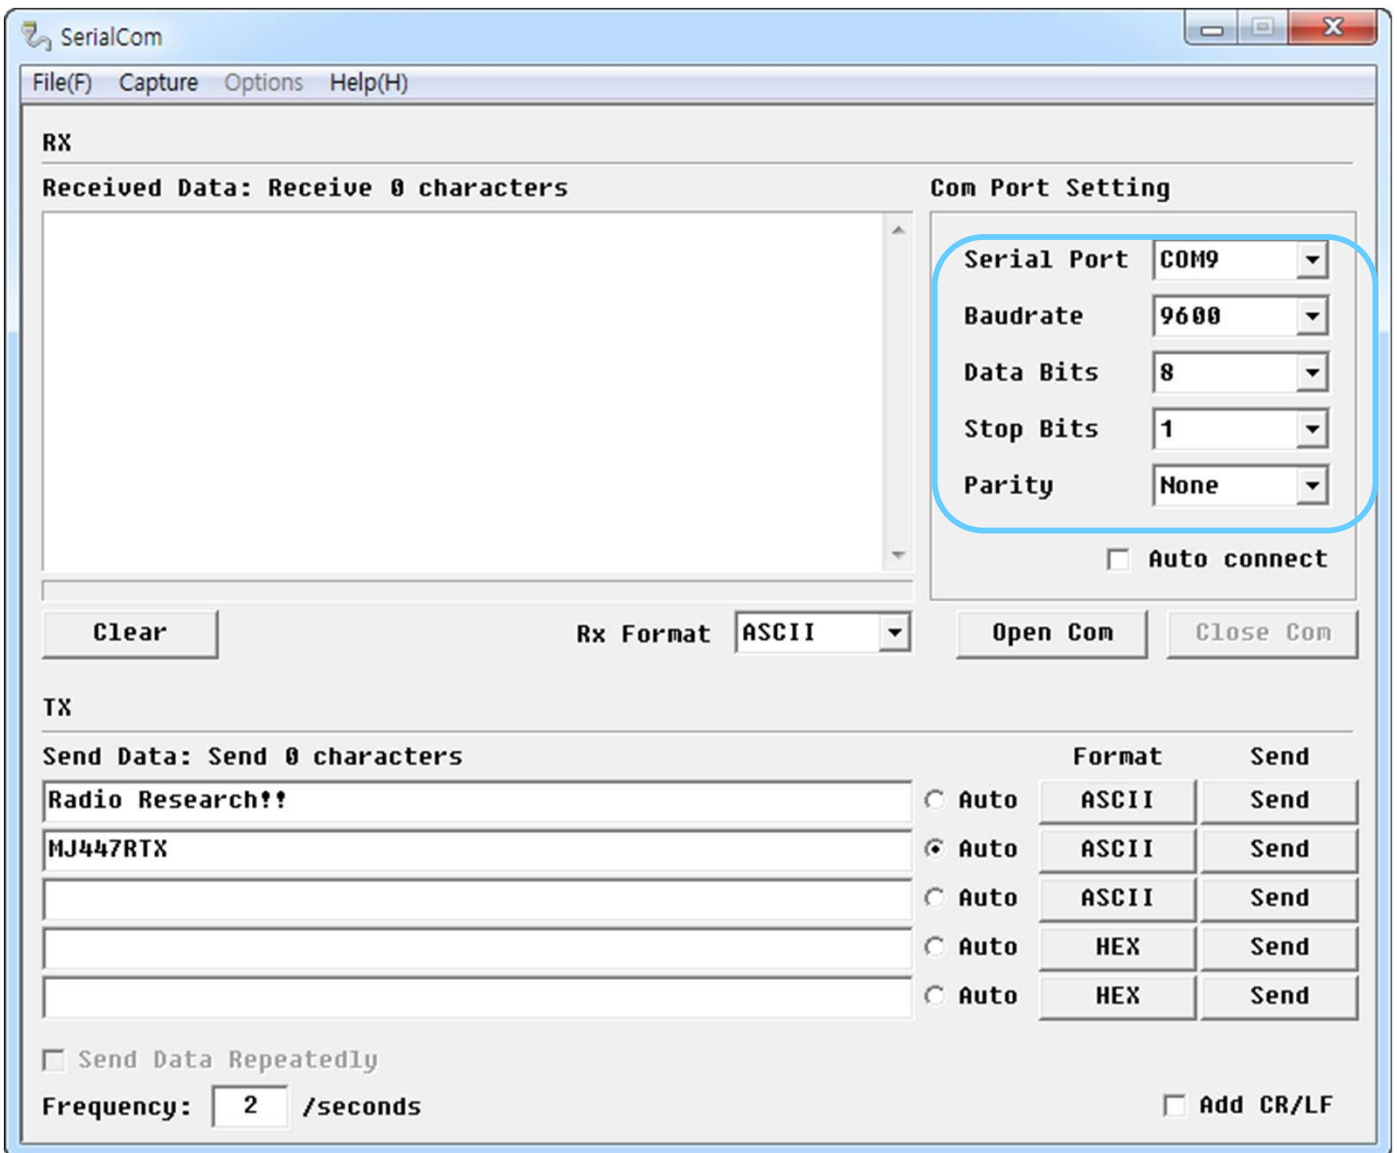 SerialCom
File(F) Capture Options Help(H)
RX
Received Data: Receive 0 characters
Com Port Setting
Serial Port COM9
Baudrate 9600
Data Bits 8
Stop Bits 1
Parity None
Auto connect
Clear Rx Format ASCII Open Com Close Com
TX
Send Data: Send 0 characters Format Send
Radio Research!! Auto ASCII Send
MJ447RTX Auto ASCII Send
Auto ASCII Send
Auto HEX Send
Auto HEX Send
Send Data Repeatedly
Frequency: 2 /seconds Add CR/LF